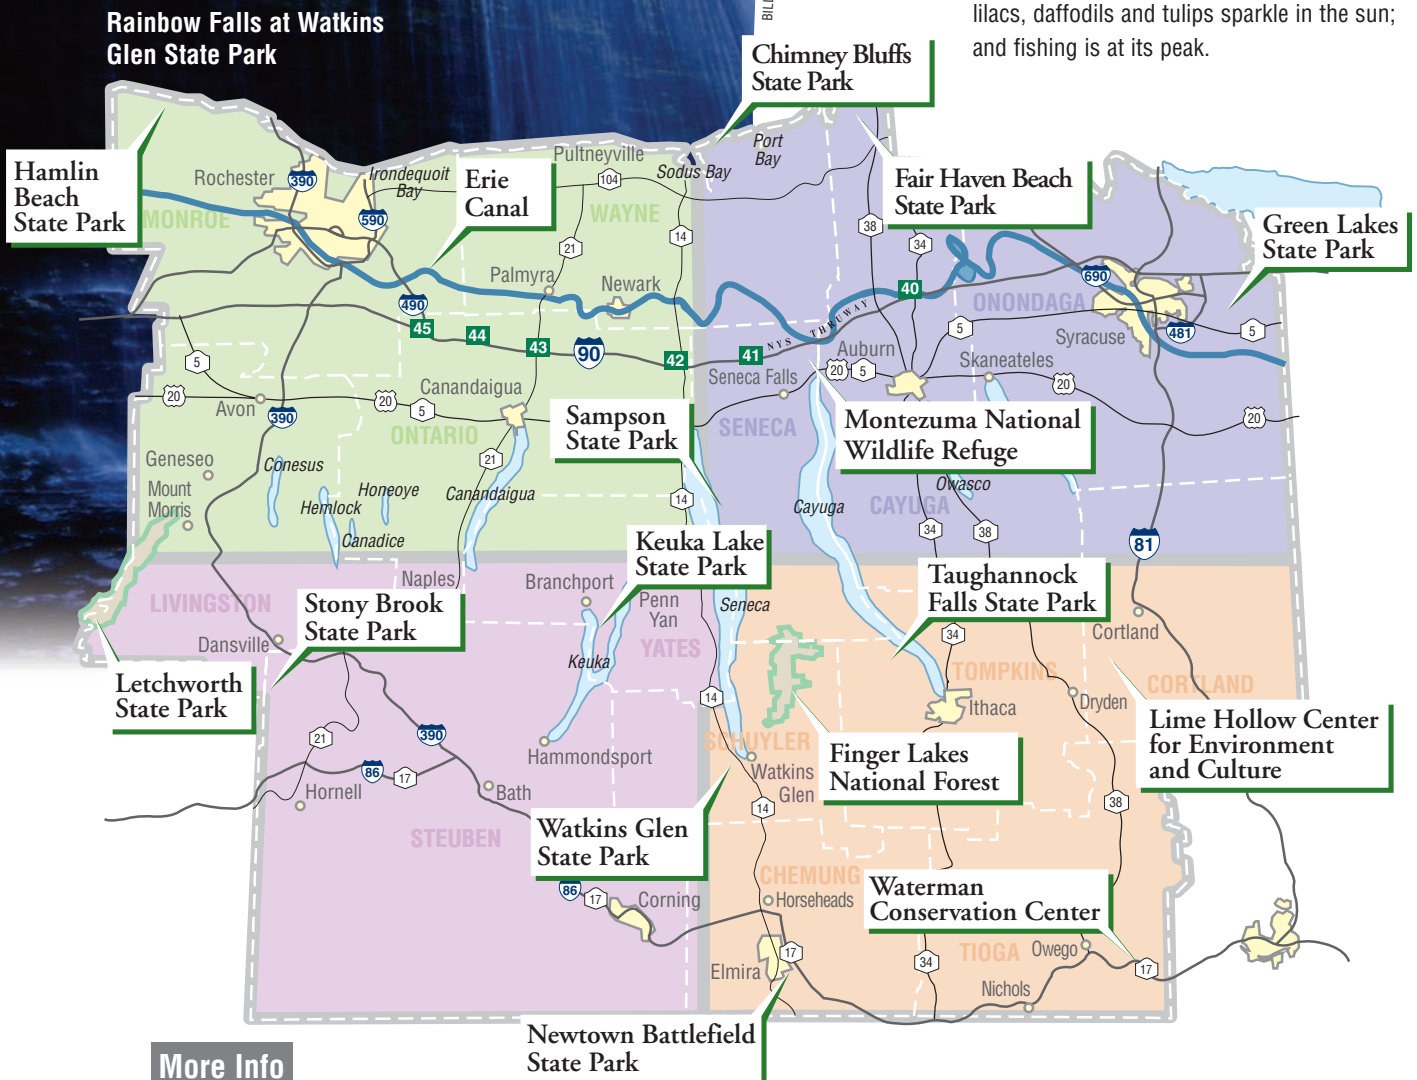 Rainbow Falls at Watkins
Glen State Park
BILL
lilacs, daffodils and tulips sparkle in the sun;
and fishing is at its peak.
Chimney Bluffs
State Park
Hamlin
Beach
State Park
Rochester
390
Irondequoit
Bay
590
MONROE
Erie
Canal
Pultneyville
104
WAYNE
Sodus Bay
Port
Bay
Fair Haven Beach
State Park
Green Lakes
State Park
38
34
14
21
Palmyra
Newark
490
45
44
43
90
42
41
NYS THRUWAY
40
690
ONONDAGA
Syracuse
481
5
5
5
20
Avon
390
20
5
Canandaigua
ONTARIO
21
Sampson
State Park
Seneca Falls
SENECA
20
5
Auburn
Skaneateles
20
20
Montezuma National
Wildlife Refuge
Owasco
CAYUGA
Cayuga
34
38
81
Geneseo
Mount
Morris
Conesus
Hemlock
Honeoye
Canadice
Canandaigua
14
Keuka Lake
State Park
Naples
Branchport
Penn
Yan
YATES
Seneca
Keuka
LIVINGSTON
Stony Brook
State Park
Dansville
Letchworth
State Park
Taughannock
Falls State Park
34
Cortland
TOMPKINS
CORTLAND
Dryden
Ithaca
Lime Hollow Center
for Environment
and Culture
14
SCHUYLER
Watkins
Glen
Finger Lakes
National Forest
21
390
86
17
Hornell
Bath
Hammondsport
STEUBEN
Watkins Glen
State Park
14
38
86
17
Corning
CHEMUNG
Horseheads
Waterman
Conservation Center
Elmira
17
34
TIOGA
Owego
17
Nichols
Newtown Battlefield
State Park
More Info